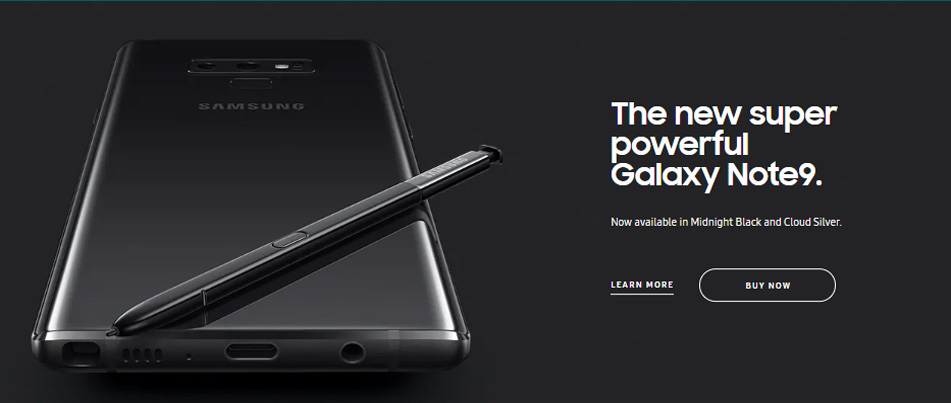 SAMSUNG
SAMSUNG
The new super
powerful
Galaxy Note9.
Now available in Midnight Black and Cloud Silver.
LEARN MORE
BUY NOW